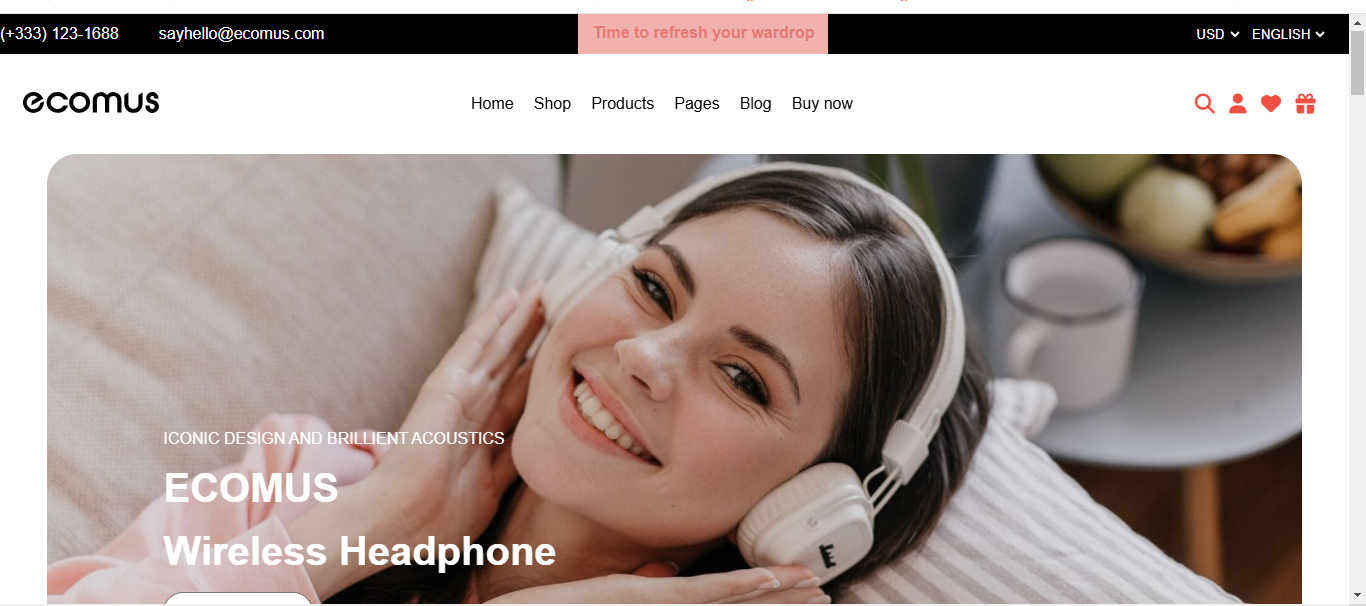 (+333) 123-1688 sayhello@ecomus.com Time to refresh your wardrop USD ENGLISH
ecomus Home Shop Products Pages Blog Buy now
ICONIC DESIGN AND BRILLIENT ACOUSTICS
ECOMUS
Wireless Headphone